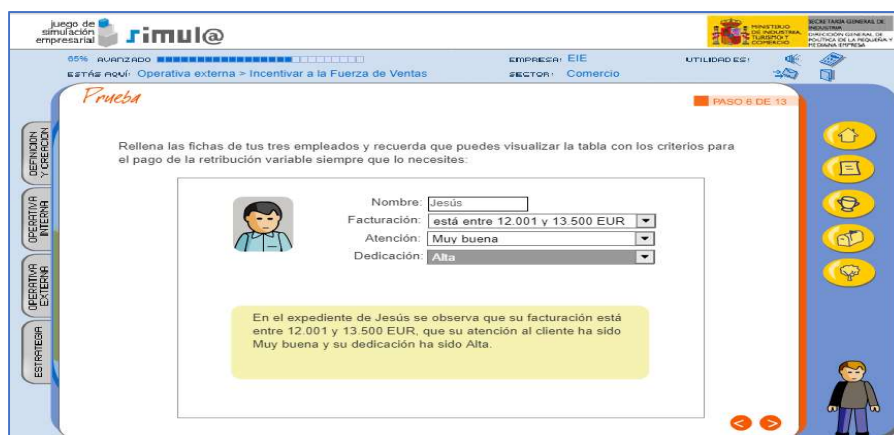 juego de
simulación
empresarial
simul@
MINISTERIO
DE INDUSTRIA,
TURISMO Y
COMERCIO
SECRETARÍA GENERAL DE
INDUSTRIA
DIRECCIÓN GENERAL DE
POLÍTICA DE LA PEQUEÑA Y
MEDIANA EMPRESA
65% AVANZADO
EMPRESA: EIE
UTILIDADES:
ESTÁS AQUÍ: Operativa externa > Incentivar a la Fuerza de Ventas
SECTOR: Comercio
Prueba
PASO 6 DE 13
DEFINICION
Y CREACION
OPERATIVA
INTERNA
OPERATIVA
EXTERNA
ESTRATEGIA
Rellena las fichas de tus tres empleados y recuerda que puedes visualizar la tabla con los criterios para
el pago de la retribución variable siempre que lo necesites:
Nombre: Jesús
Facturación: está entre 12.001 y 13.500 EUR
Atención: Muy buena
Dedicación: Alta
En el expediente de Jesús se observa que su facturación está
entre 12.001 y 13.500 EUR, que su atención al cliente ha sido
Muy buena y su dedicación ha sido Alta.